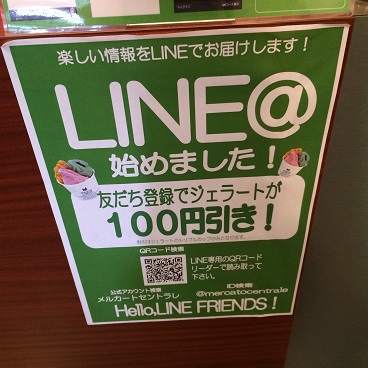 楽しい情報をLINEでお届けします！
LINE@
始めました！
友だち登録でジェラートが
100円引き！
QRコード検索
LINE専用のQRコード
リーダーで読み取って
下さい。
公式アカウント検索
メルカートセントラレ
ID検索
@mercatocentrale
Hello,LINE FRIENDS！